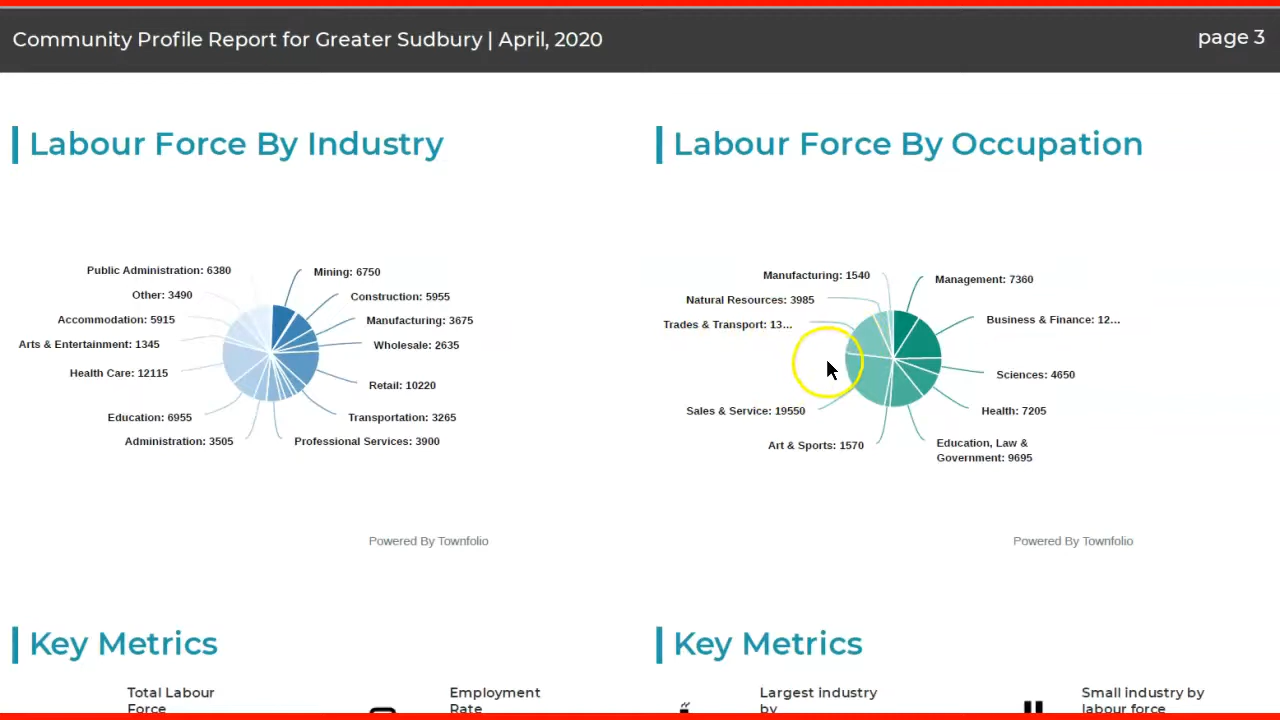 Community Profile Report for Greater Sudbury | April, 2020
page 3
Labour Force By Industry
Public Administration: 6380
Other: 3490
Accommodation: 5915
Arts & Entertainment: 1345
Health Care: 12115
Education: 6955
Administration: 3505
Mining: 6750
Construction: 5955
Manufacturing: 3675
Wholesale: 2635
Retail: 10220
Transportation: 3265
Professional Services: 3900
Powered By Townfolio
Labour Force By Occupation
Manufacturing: 1540
Natural Resources: 3985
Trades & Transport: 13...
Sales & Service: 19550
Art & Sports: 1570
Management: 7360
Business & Finance: 12...
Sciences: 4650
Health: 7205
Education, Law &
Government: 9695
Powered By Townfolio
Key Metrics
Total Labour
Force
Employment
Rate
Key Metrics
Largest industry
by
Small industry by
labour force